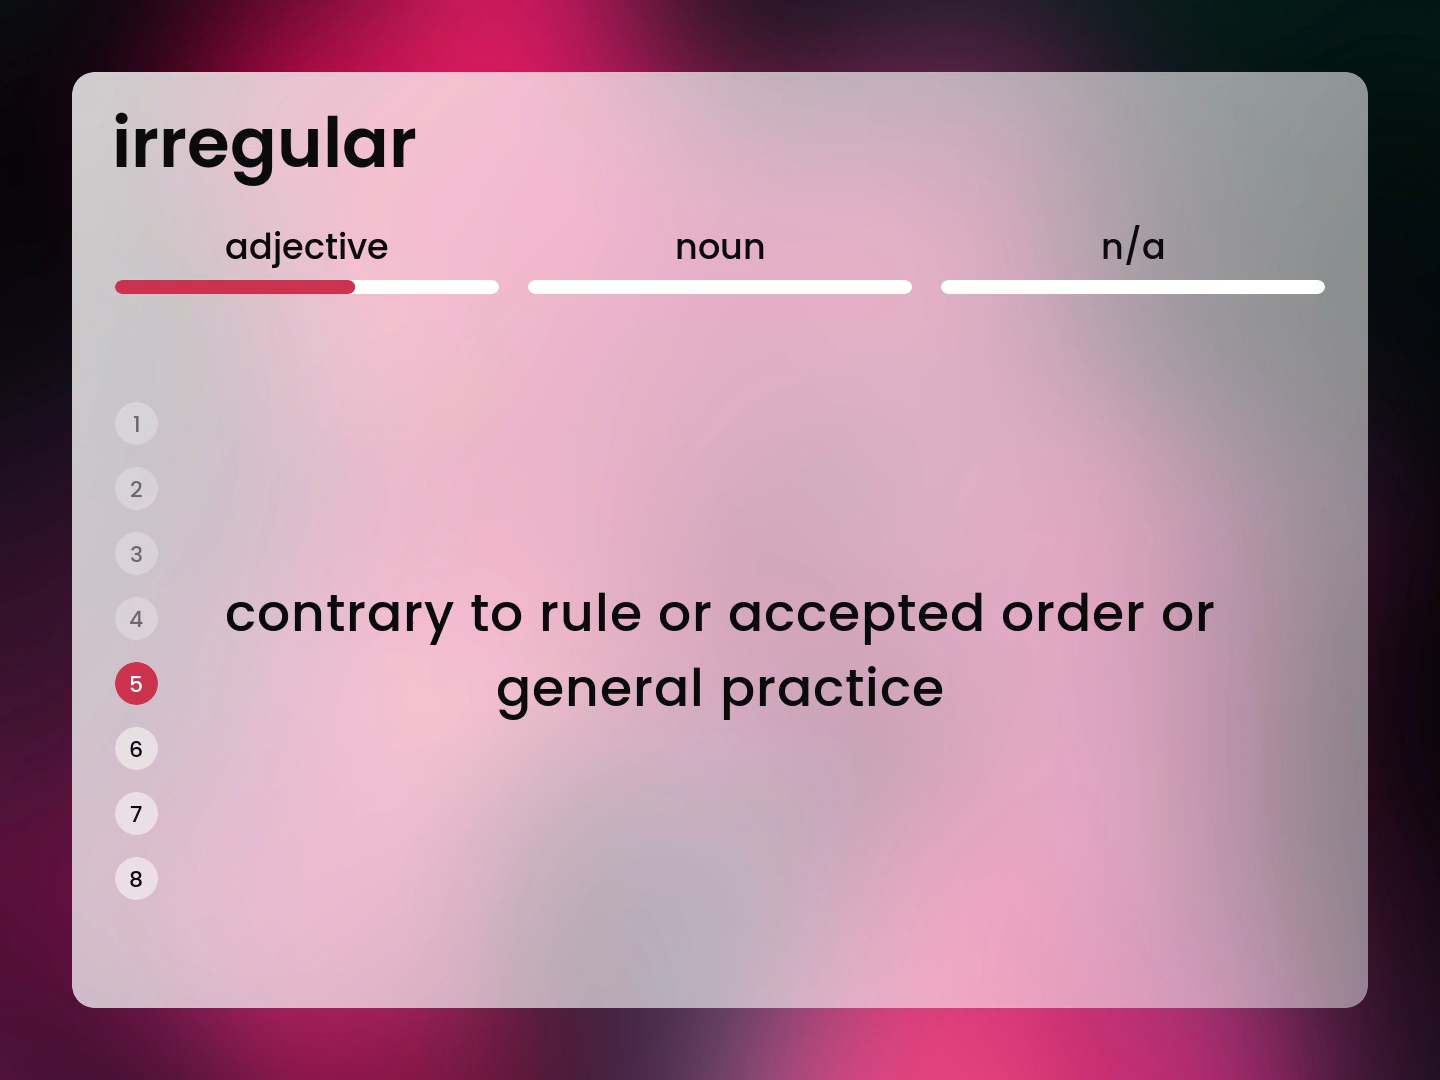 irregular
adjective
noun
n/a
1
2
3
4
5
6
7
8
contrary to rule or accepted order or
general practice